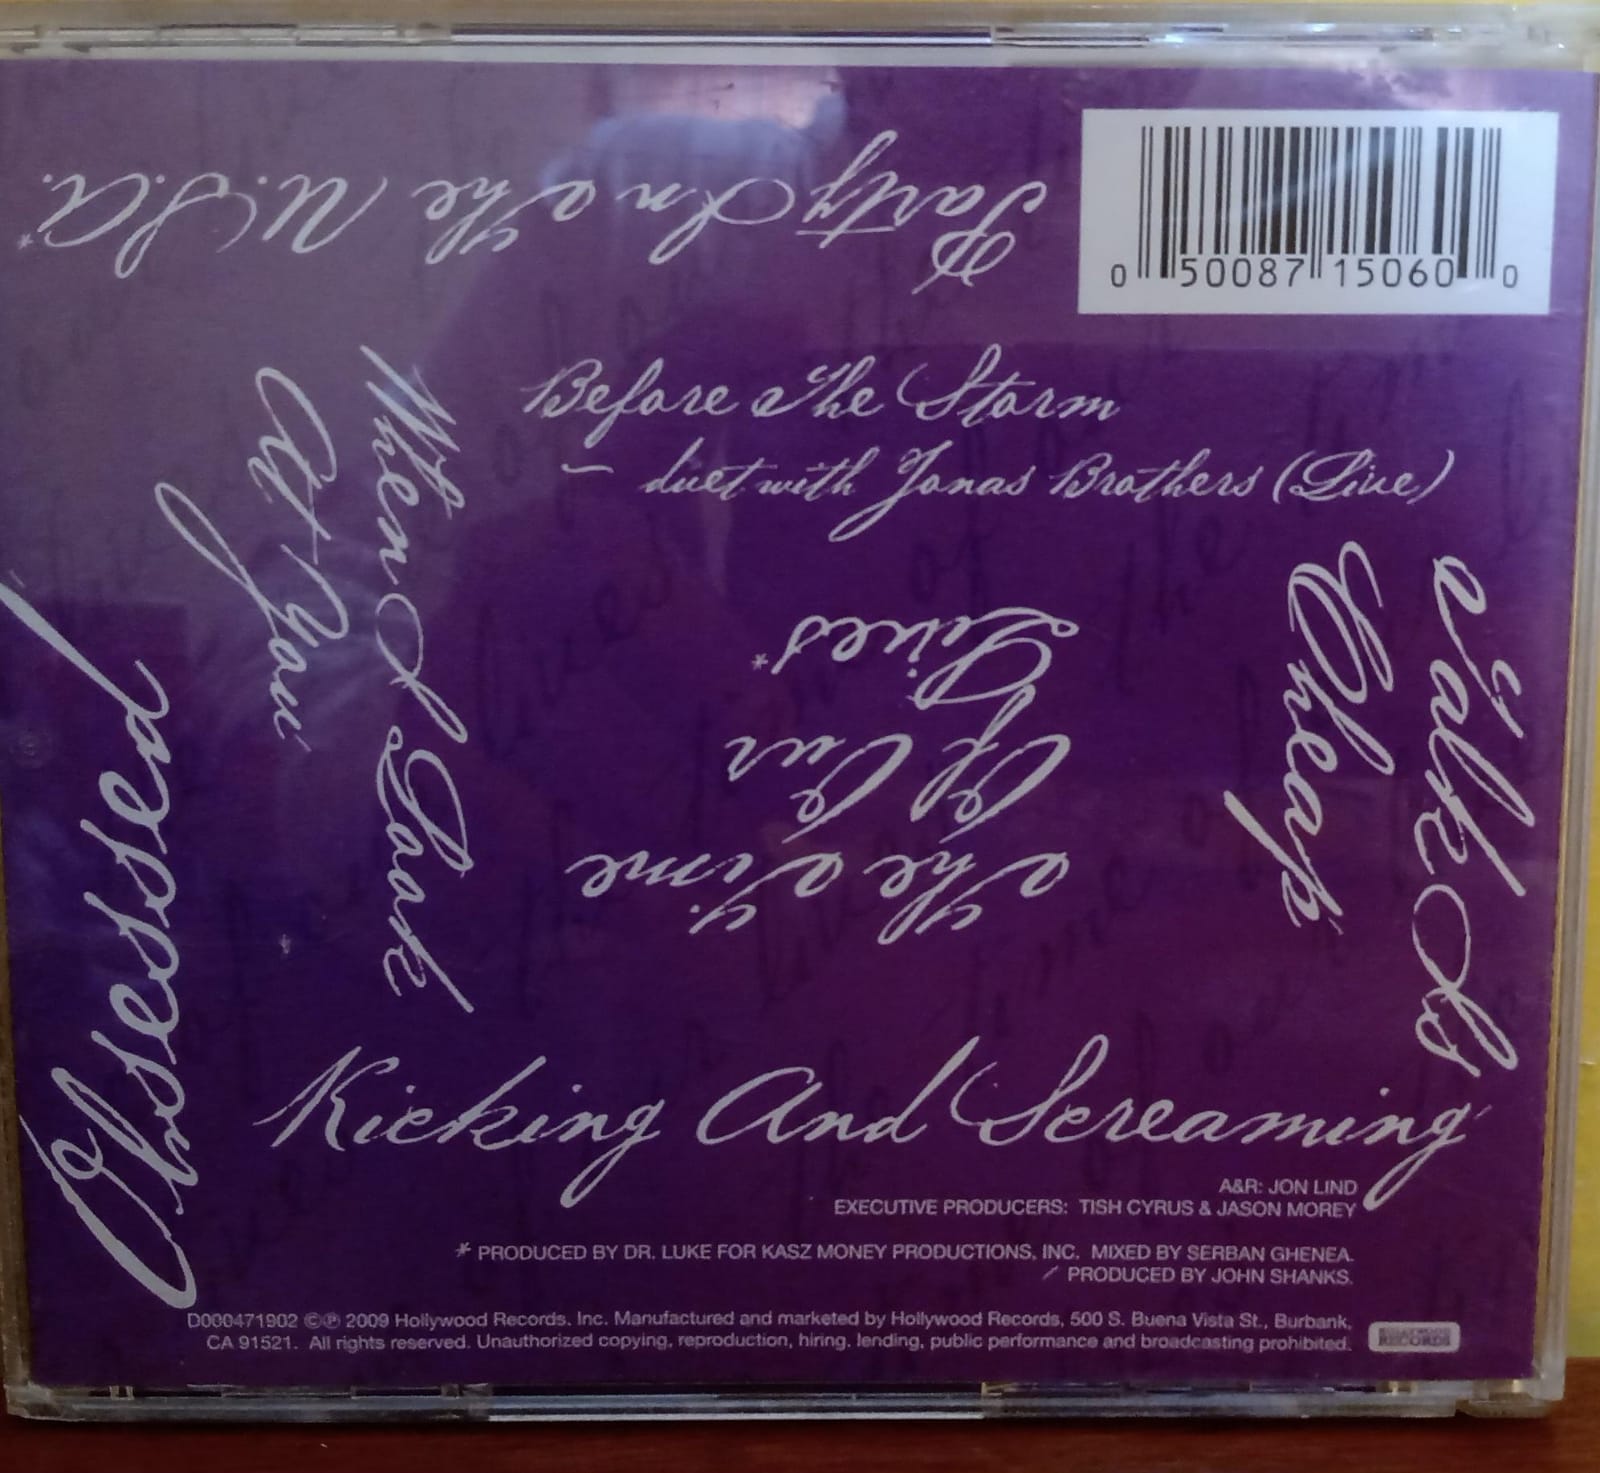 Party In The U.S.A.*
0 50087 15060 0
Before The Storm
~ duet with Jonas Brothers (Live)
When I Look
At You
Obsessed
The Time
Of Our
Lives*
Talk Is
Cheap
Kicking And Screaming
A&R: JON LIND
EXECUTIVE PRODUCERS: TISH CYRUS & JASON MOREY
* PRODUCED BY DR. LUKE FOR KASZ MONEY PRODUCTIONS, INC. MIXED BY SERBAN GHENEA.
/ PRODUCED BY JOHN SHANKS.
D000471902 ©℗ 2009 Hollywood Records, Inc. Manufactured and marketed by Hollywood Records, 500 S. Buena Vista St., Burbank,
CA 91521. All rights reserved. Unauthorized copying, reproduction, hiring, lending, public performance and broadcasting prohibited.
RECORDS